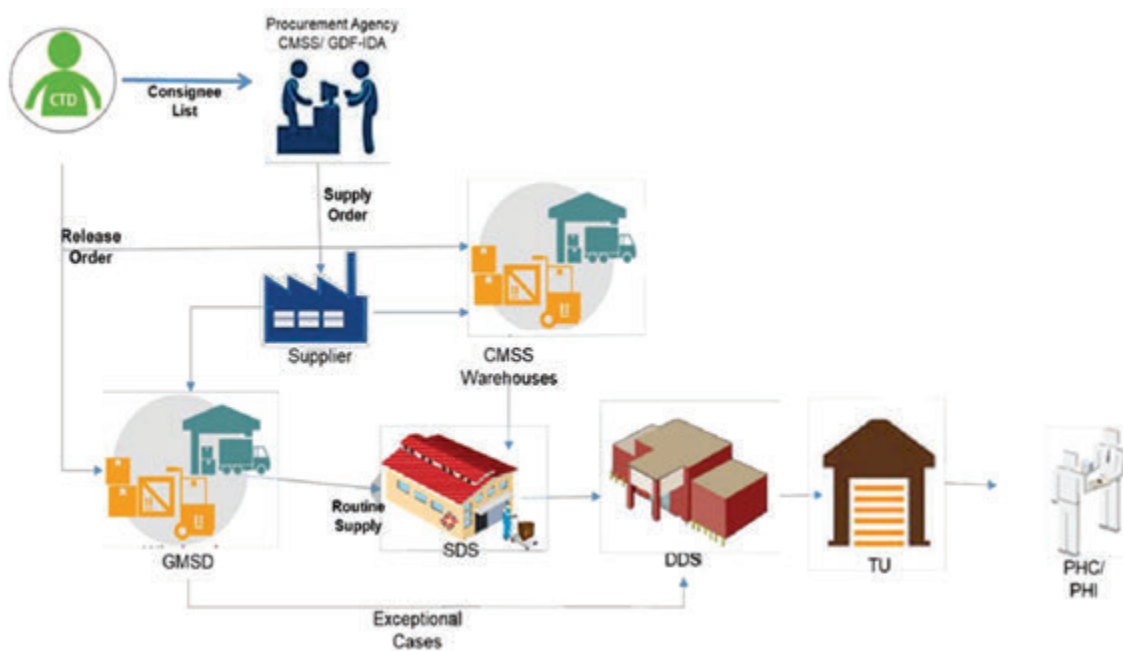 Procurement Agency
CMSS/ GDF-IDA
CTD
Consignee
List
Supply
Order
Release
Order
Supplier
CMSS
Warehouses
Routine
Supply
GMSD
SDS
DDS
TU
PHC/
PHI
Exceptional
Cases